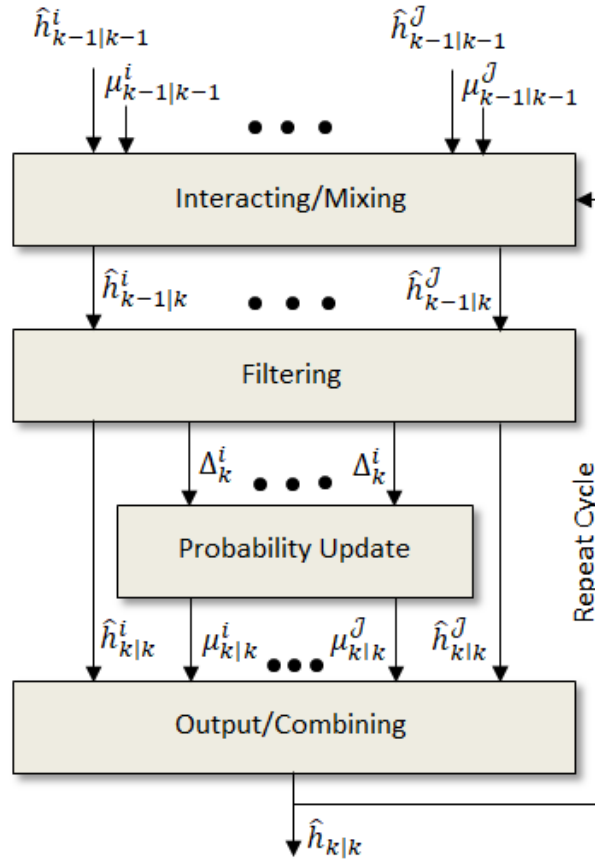 ĥ^i_{k-1|k-1} ĥ^𝒥_{k-1|k-1}
μ^i_{k-1|k-1} μ^𝒥_{k-1|k-1}
Interacting/Mixing
ĥ^i_{k-1|k} ĥ^𝒥_{k-1|k}
Filtering
Δ^i_k Δ^i_k
Probability Update
Repeat Cycle
ĥ^i_{k|k} μ^i_{k|k} μ^𝒥_{k|k} ĥ^𝒥_{k|k}
Output/Combining
ĥ_{k|k}